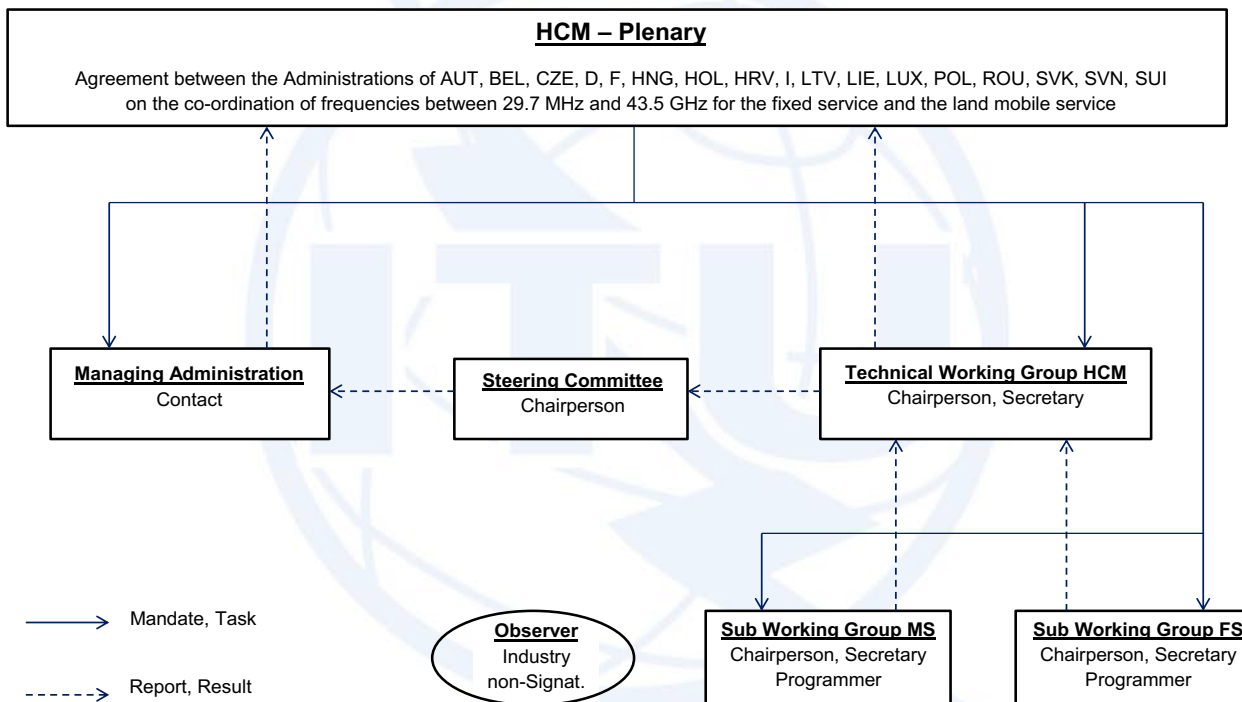 HCM – Plenary
Agreement between the Administrations of AUT, BEL, CZE, D, F, HNG, HOL, HRV, I, LTV, LIE, LUX, POL, ROU, SVK, SVN, SUI
on the co-ordination of frequencies between 29.7 MHz and 43.5 GHz for the fixed service and the land mobile service
Managing Administration
Contact
Steering Committee
Chairperson
Technical Working Group HCM
Chairperson, Secretary
Mandate, Task
Report, Result
Observer
Industry
non-Signat.
Sub Working Group MS
Chairperson, Secretary
Programmer
Sub Working Group FS
Chairperson, Secretary
Programmer
ITU